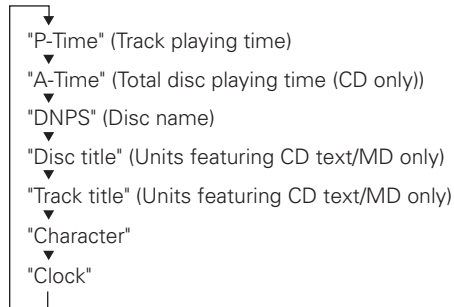 "P-Time" (Track playing time)
"A-Time" (Total disc playing time (CD only))
"DNPS" (Disc name)
"Disc title" (Units featuring CD text/MD only)
"Track title" (Units featuring CD text/MD only)
"Character"
"Clock"